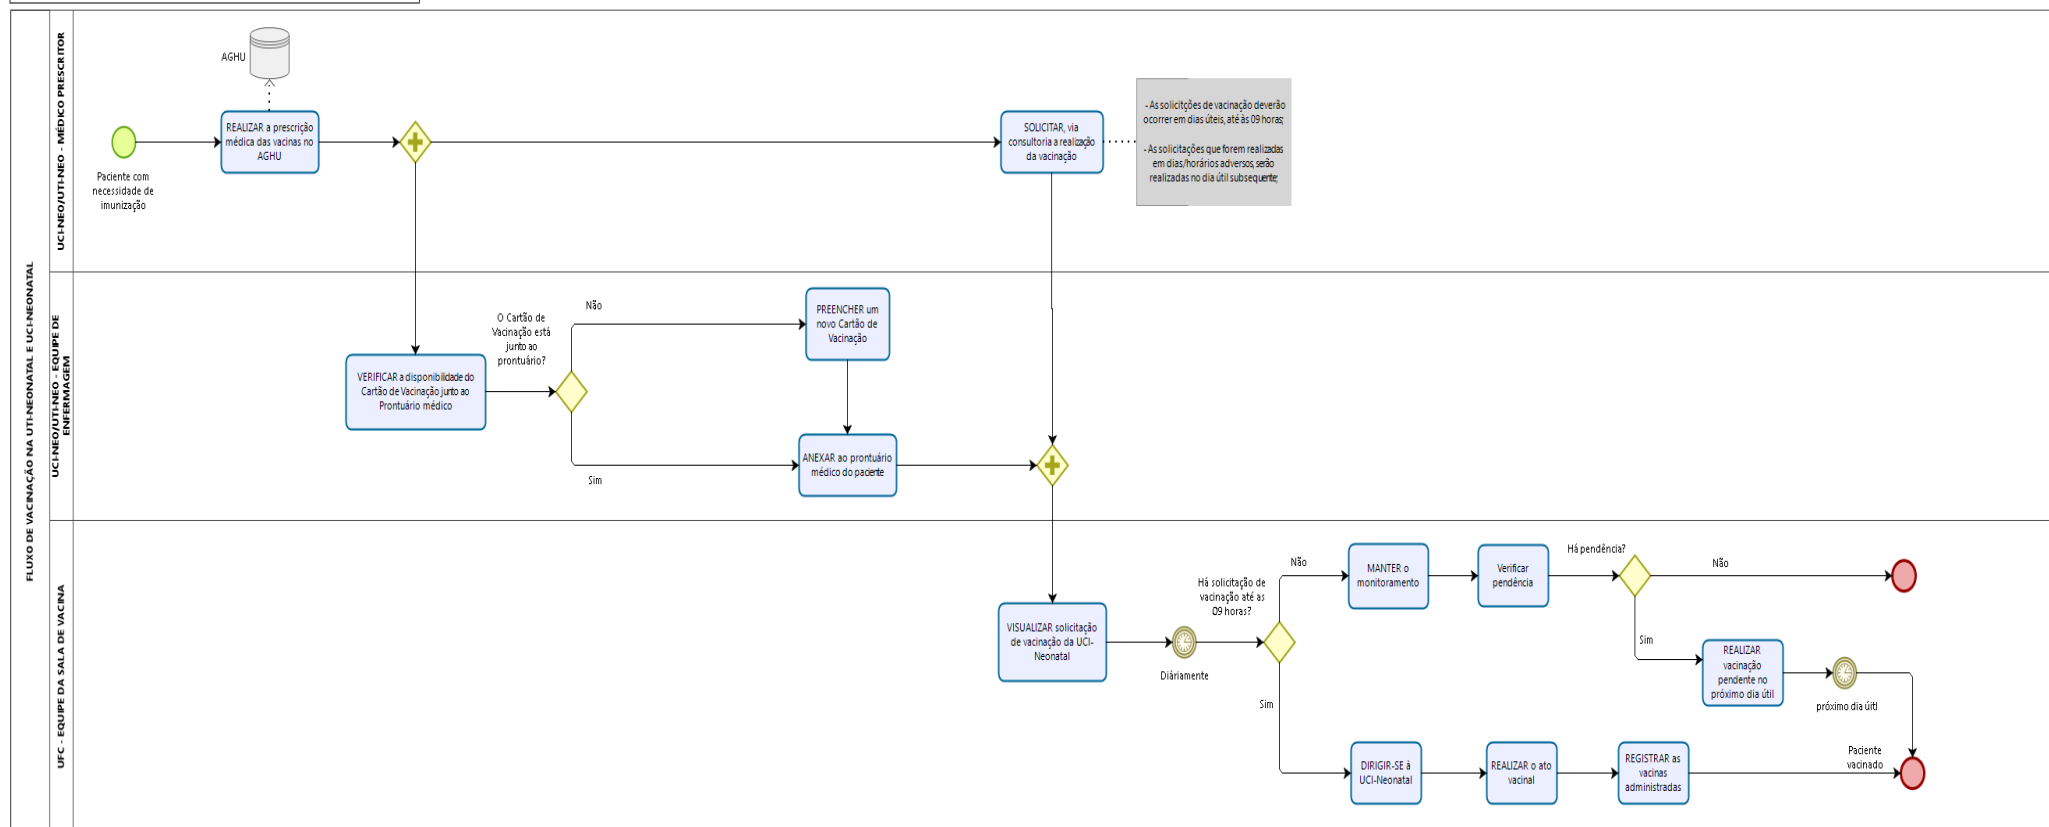 FLUXO DE VACINAÇÃO NA UTI-NEONATAL E UCI-NEONATAL
UCI-NEO/UTI-NEO - MÉDICO PRESCRITOR
AGHU
Paciente com
necessidade de
imunização
REALIZAR a prescrição
médica das vacinas no
AGHU
SOLICITAR, via
consultoria a realização
da vacinação
- As solicitções de vacinação deverão
ocorrer em dias úteis, até às 09 horas;
- As solicitações que forem realizadas
em dias/horários adversos, serão
realizadas no dia útil subsequente;
UCI-NEO/UTI-NEO - EQUIPE DE
ENFERMAGEM
VERIFICAR a disponibilidade do
Cartão de Vacinação junto ao
Prontuário médico
O Cartão de
Vacinação está
junto ao
prontuário?
Não
Sim
PREENCHER um
novo Cartão de
Vacinação
ANEXAR ao prontuário
médico do paciente
UFC - EQUIPE DA SALA DE VACINA
VISUALIZAR solicitação
de vacinação da UCI-
Neonatal
Diáriamente
Há solicitação de
vacinação até as
09 horas?
Não
Sim
MANTER o
monitoramento
Verificar
pendência
Há pendência?
Não
Sim
REALIZAR
vacinação
pendente no
próximo dia útil
próximo dia úitl
DIRIGIR-SE à
UCI-Neonatal
REALIZAR o ato
vacinal
REGISTRAR as
vacinas
administradas
Paciente
vacinado